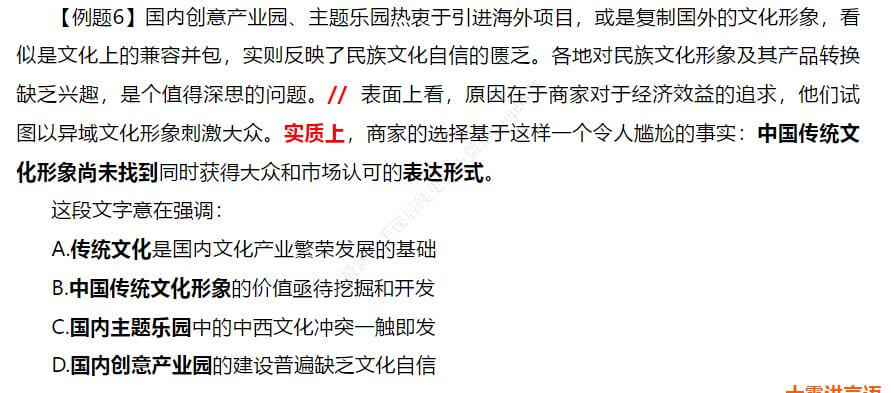 【例题6】国内创意产业园、主题乐园热衷于引进海外项目，或是复制国外的文化形象，看
似是文化上的兼容并包，实则反映了民族文化自信的匮乏。各地对民族文化形象及其产品转换
缺乏兴趣，是个值得深思的问题。// 表面上看，原因在于商家对于经济效益的追求，他们试
图以异域文化形象刺激大众。实质上，商家的选择基于这样一个令人尴尬的事实：中国传统文
化形象尚未找到同时获得大众和市场认可的表达形式。
这段文字意在强调：
A.传统文化是国内文化产业繁荣发展的基础
B.中国传统文化形象的价值亟待挖掘和开发
C.国内主题乐园中的中西文化冲突一触即发
D.国内创意产业园的建设普遍缺乏文化自信